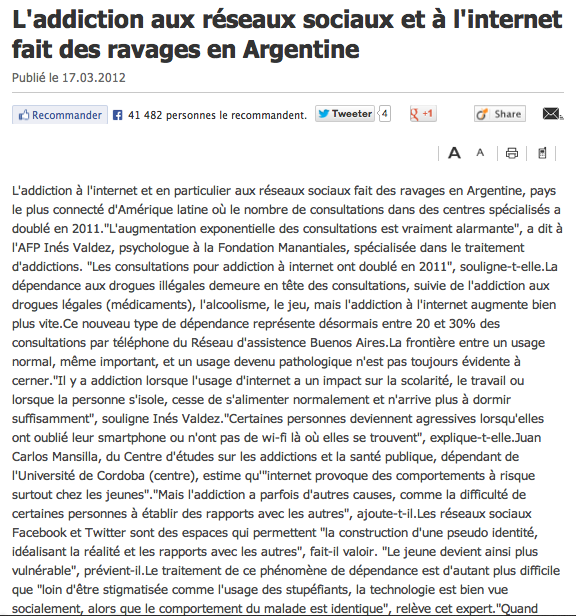 L'addiction aux réseaux sociaux et à l'internet
fait des ravages en Argentine
Publié le 17.03.2012
Recommander 41 482 personnes le recommandent. Tweeter 4 g +1 Share
A A
L'addiction à l'internet et en particulier aux réseaux sociaux fait des ravages en Argentine, pays
le plus connecté d'Amérique latine où le nombre de consultations dans des centres spécialisés a
doublé en 2011."L'augmentation exponentielle des consultations est vraiment alarmante", a dit à
l'AFP Inés Valdez, psychologue à la Fondation Manantiales, spécialisée dans le traitement
d'addictions. "Les consultations pour addiction à internet ont doublé en 2011", souligne-t-elle.La
dépendance aux drogues illégales demeure en tête des consultations, suivie de l'addiction aux
drogues légales (médicaments), l'alcoolisme, le jeu, mais l'addiction à l'internet augmente bien
plus vite.Ce nouveau type de dépendance représente désormais entre 20 et 30% des
consultations par téléphone du Réseau d'assistence Buenos Aires.La frontière entre un usage
normal, même important, et un usage devenu pathologique n'est pas toujours évidente à
cerner."Il y a addiction lorsque l'usage d'internet a un impact sur la scolarité, le travail ou
lorsque la personne s'isole, cesse de s'alimenter normalement et n'arrive plus à dormir
suffisamment", souligne Inés Valdez."Certaines personnes deviennent agressives lorsqu'elles
ont oublié leur smartphone ou n'ont pas de wi-fi là où elles se trouvent", explique-t-elle.Juan
Carlos Mansilla, du Centre d'études sur les addictions et la santé publique, dépendant de
l'Université de Cordoba (centre), estime qu'"internet provoque des comportements à risque
surtout chez les jeunes"."Mais l'addiction a parfois d'autres causes, comme la difficulté de
certaines personnes à établir des rapports avec les autres", ajoute-t-il.Les réseaux sociaux
Facebook et Twitter sont des espaces qui permettent "la construction d'une pseudo identité,
idéalisant la réalité et les rapports avec les autres", fait-il valoir. "Le jeune devient ainsi plus
vulnérable", prévient-il.Le traitement de ce phénomène de dépendance est d'autant plus difficile
que "loin d'être stigmatisée comme l'usage des stupéfiants, la technologie est bien vue
socialement, alors que le comportement du malade est identique", relève cet expert."Quand